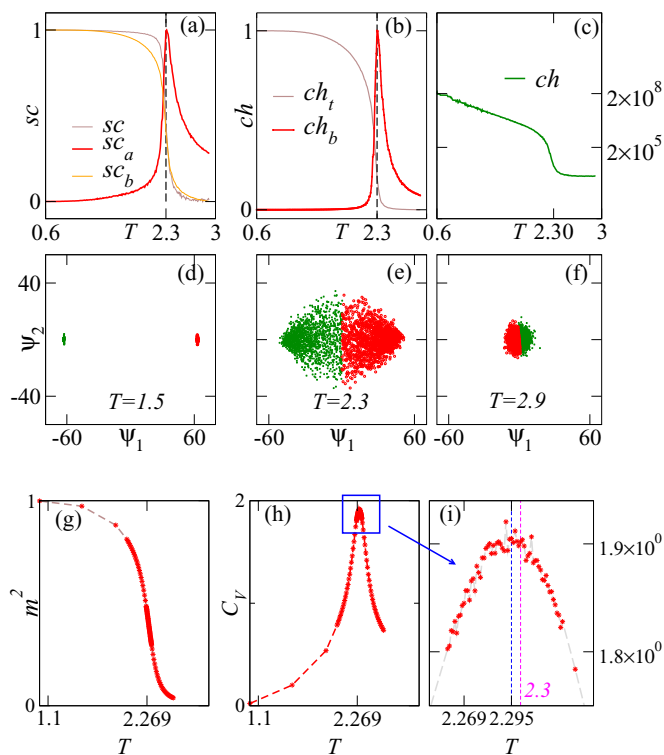 1
(a)
sc
sc
sc_a
sc_b
0
0.6
T
2.3
3
1
(b)
ch
ch_t
ch_b
0
0.6
T
2.3
(c)
ch
2×10^8
2×10^5
0.6
T
2.30
3
40
(d)
Ψ_2
-40
T=1.5
-60
Ψ_1
60
(e)
T=2.3
-60
Ψ_1
60
(f)
T=2.9
-60
Ψ_1
60
1
(g)
m^2
0
1.1
2.269
T
2
(h)
C_V
0
1.1
2.269
T
(i)
1.9×10^0
1.8×10^0
2.3
2.269
2.295
T